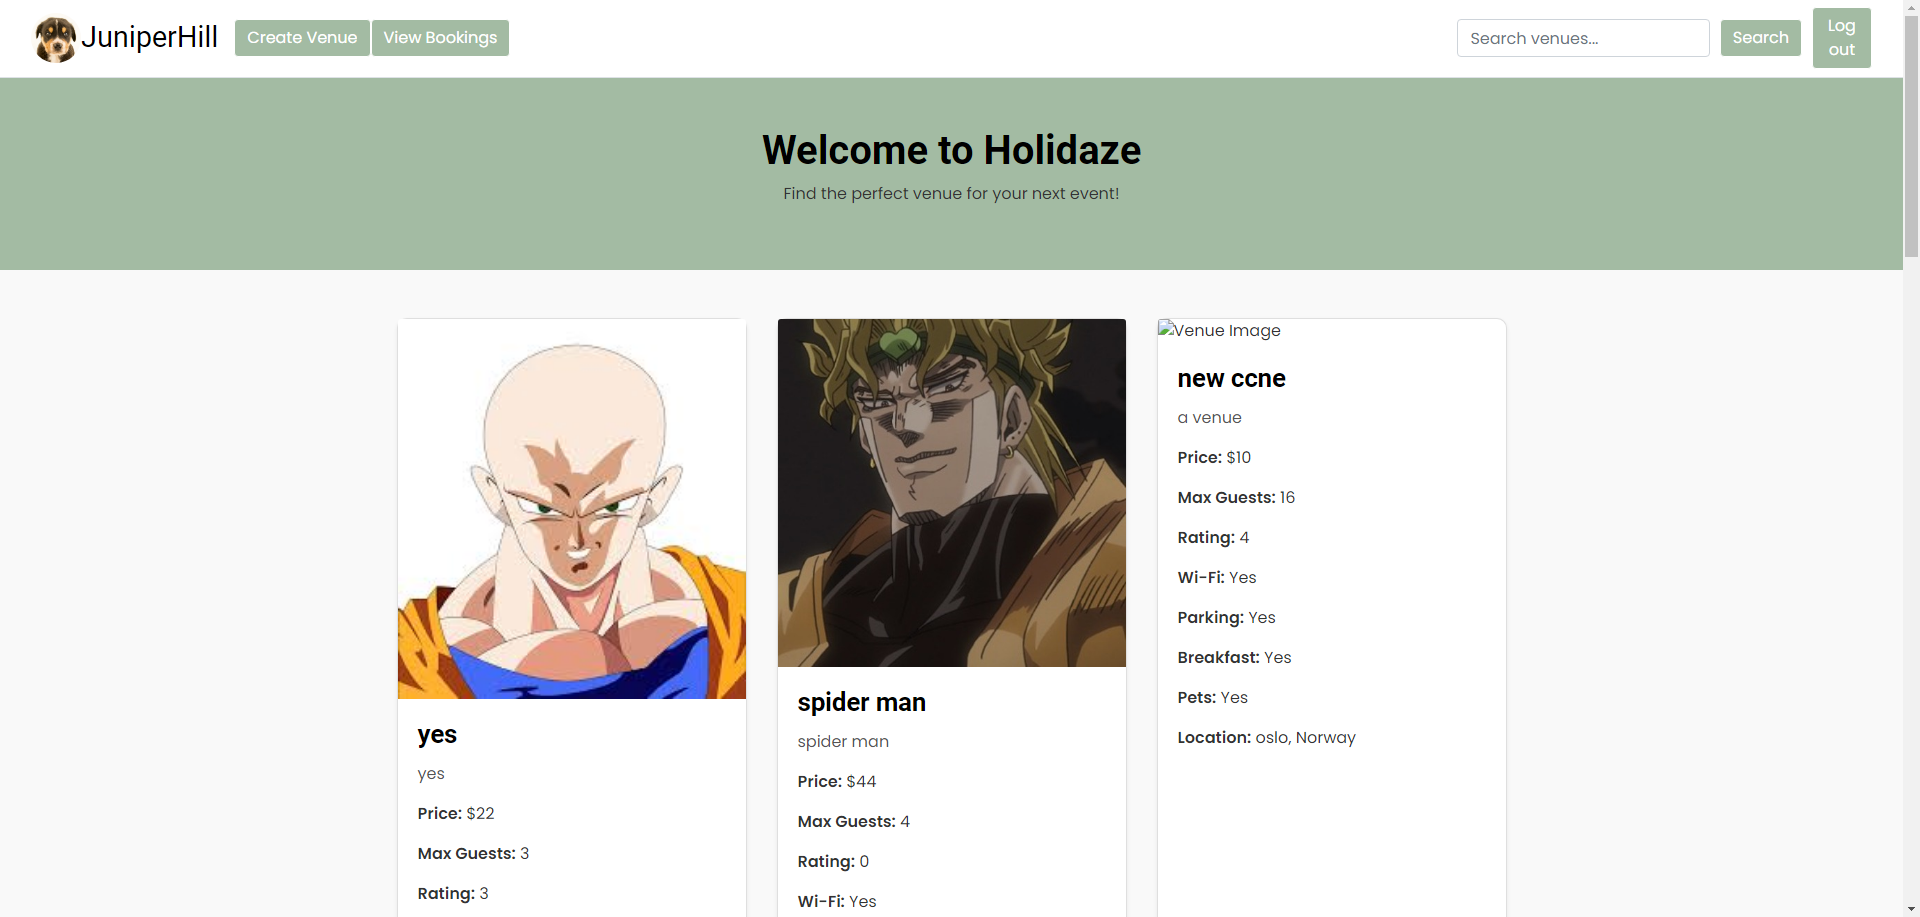 JuniperHill
Create Venue
View Bookings
Search venues...
Search
Log
out
Welcome to Holidaze
Find the perfect venue for your next event!
yes
yes
Price: $22
Max Guests: 3
Rating: 3
spider man
spider man
Price: $44
Max Guests: 4
Rating: 0
Wi-Fi: Yes
Venue Image
new ccne
a venue
Price: $10
Max Guests: 16
Rating: 4
Wi-Fi: Yes
Parking: Yes
Breakfast: Yes
Pets: Yes
Location: oslo, Norway